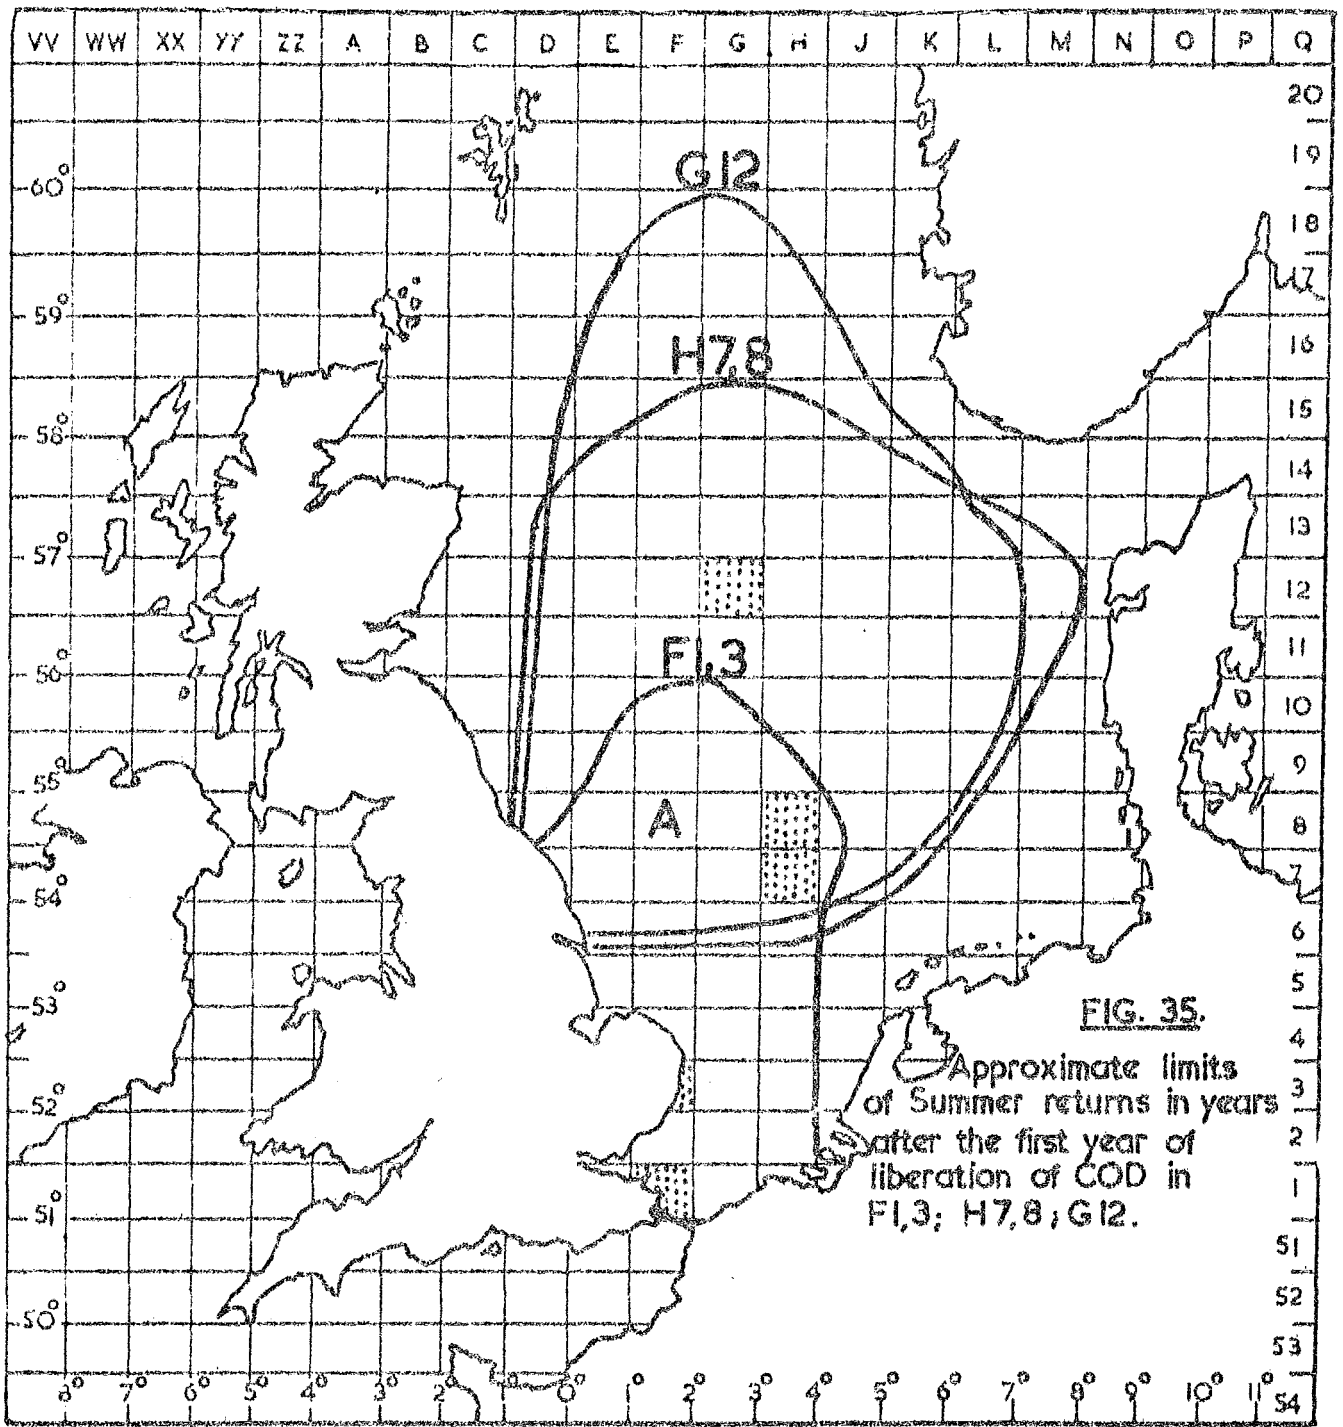 VV WW XX YY ZZ A B C D E F G H J K L M N O P Q
20
19
60°
G12
18
17
59°
H7,8
16
15
58°
14
13
57°
12
F1,3
11
56°
10
9
55°
A
8
7
54°
6
5
53°
FIG. 35.
4
Approximate limits
3
of Summer returns in years
52°
2
after the first year of
liberation of COD in
1
F1,3; H7,8; G12.
51°
51
52
50°
53
8° 7° 6° 5° 4° 3° 2° 1° 0° 1° 2° 3° 4° 5° 6° 7° 8° 9° 10° 11°
54